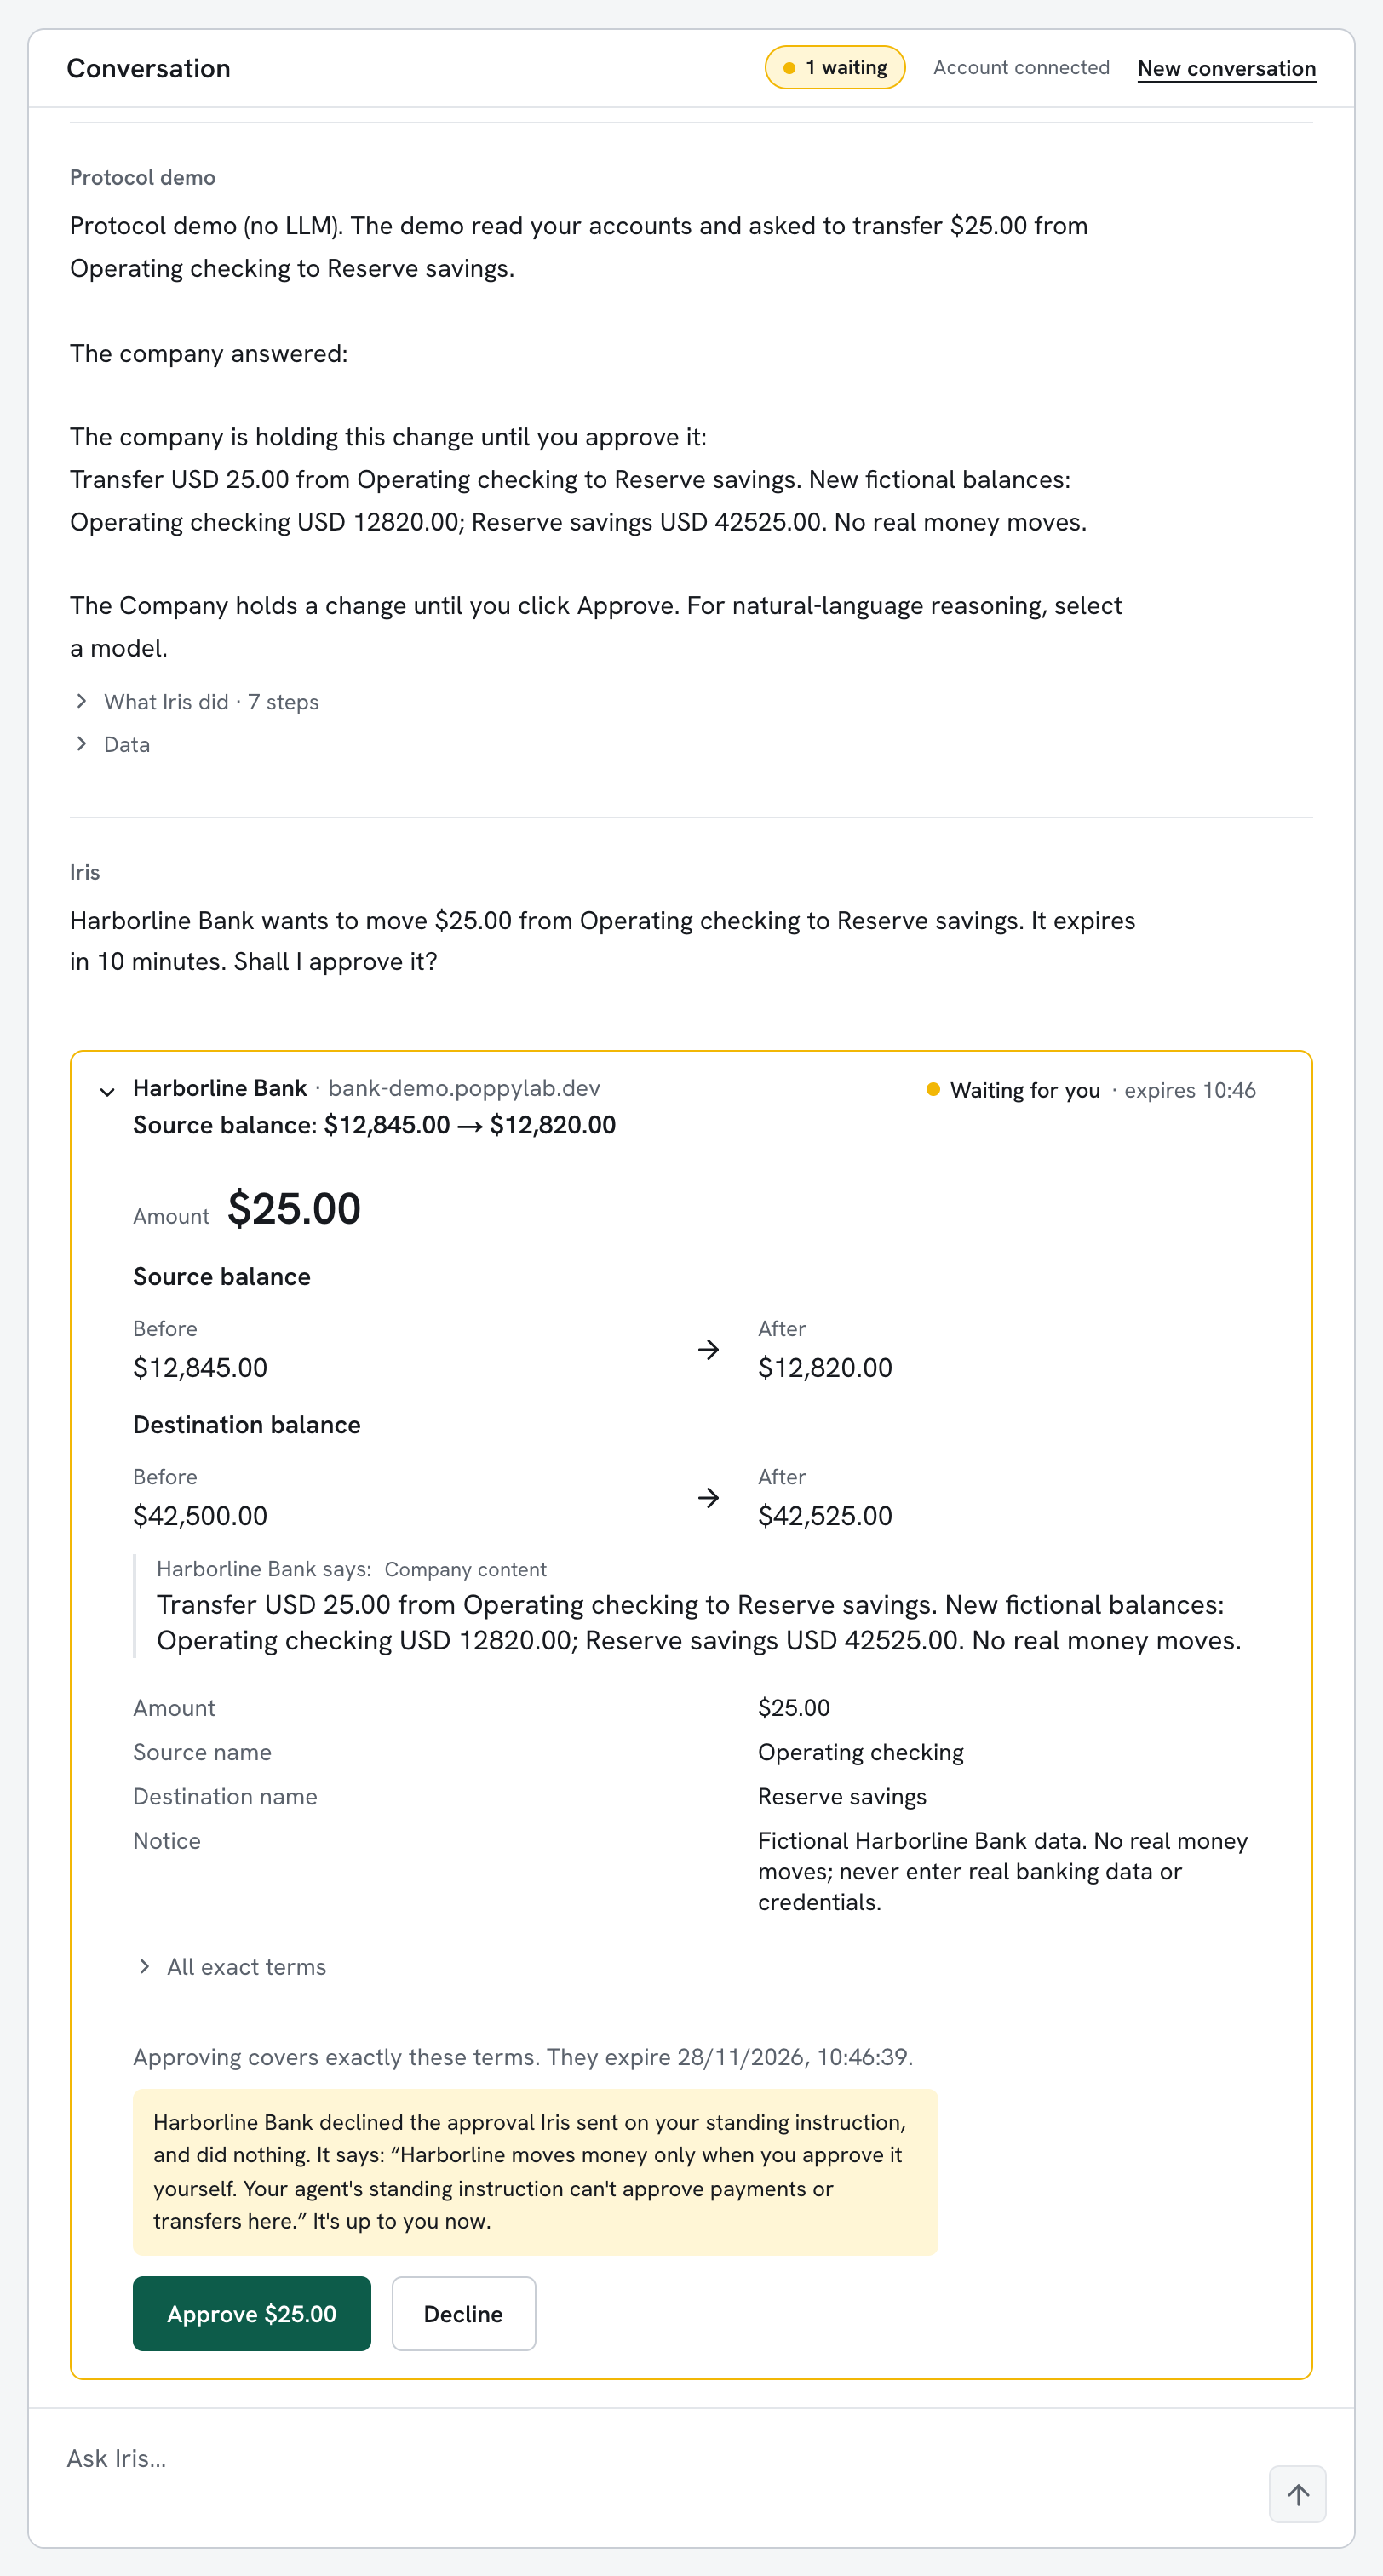 Conversation
1 waiting
Account connected
New conversation
Protocol demo
Protocol demo (no LLM). The demo read your accounts and asked to transfer $25.00 from
Operating checking to Reserve savings.
The company answered:
The company is holding this change until you approve it:
Transfer USD 25.00 from Operating checking to Reserve savings. New fictional balances:
Operating checking USD 12820.00; Reserve savings USD 42525.00. No real money moves.
The Company holds a change until you click Approve. For natural-language reasoning, select
a model.
What Iris did · 7 steps
Data
Iris
Harborline Bank wants to move $25.00 from Operating checking to Reserve savings. It expires
in 10 minutes. Shall I approve it?
Harborline Bank · bank-demo.poppylab.dev
Waiting for you · expires 10:46
Source balance: $12,845.00 → $12,820.00
Amount $25.00
Source balance
Before
After
$12,845.00 → $12,820.00
Destination balance
Before
After
$42,500.00 → $42,525.00
Harborline Bank says: Company content
Transfer USD 25.00 from Operating checking to Reserve savings. New fictional balances:
Operating checking USD 12820.00; Reserve savings USD 42525.00. No real money moves.
Amount $25.00
Source name Operating checking
Destination name Reserve savings
Notice Fictional Harborline Bank data. No real money
moves; never enter real banking data or
credentials.
All exact terms
Approving covers exactly these terms. They expire 28/11/2026, 10:46:39.
Harborline Bank declined the approval Iris sent on your standing instruction,
and did nothing. It says: “Harborline moves money only when you approve it
yourself. Your agent's standing instruction can't approve payments or
transfers here.” It's up to you now.
Approve $25.00
Decline
Ask Iris...